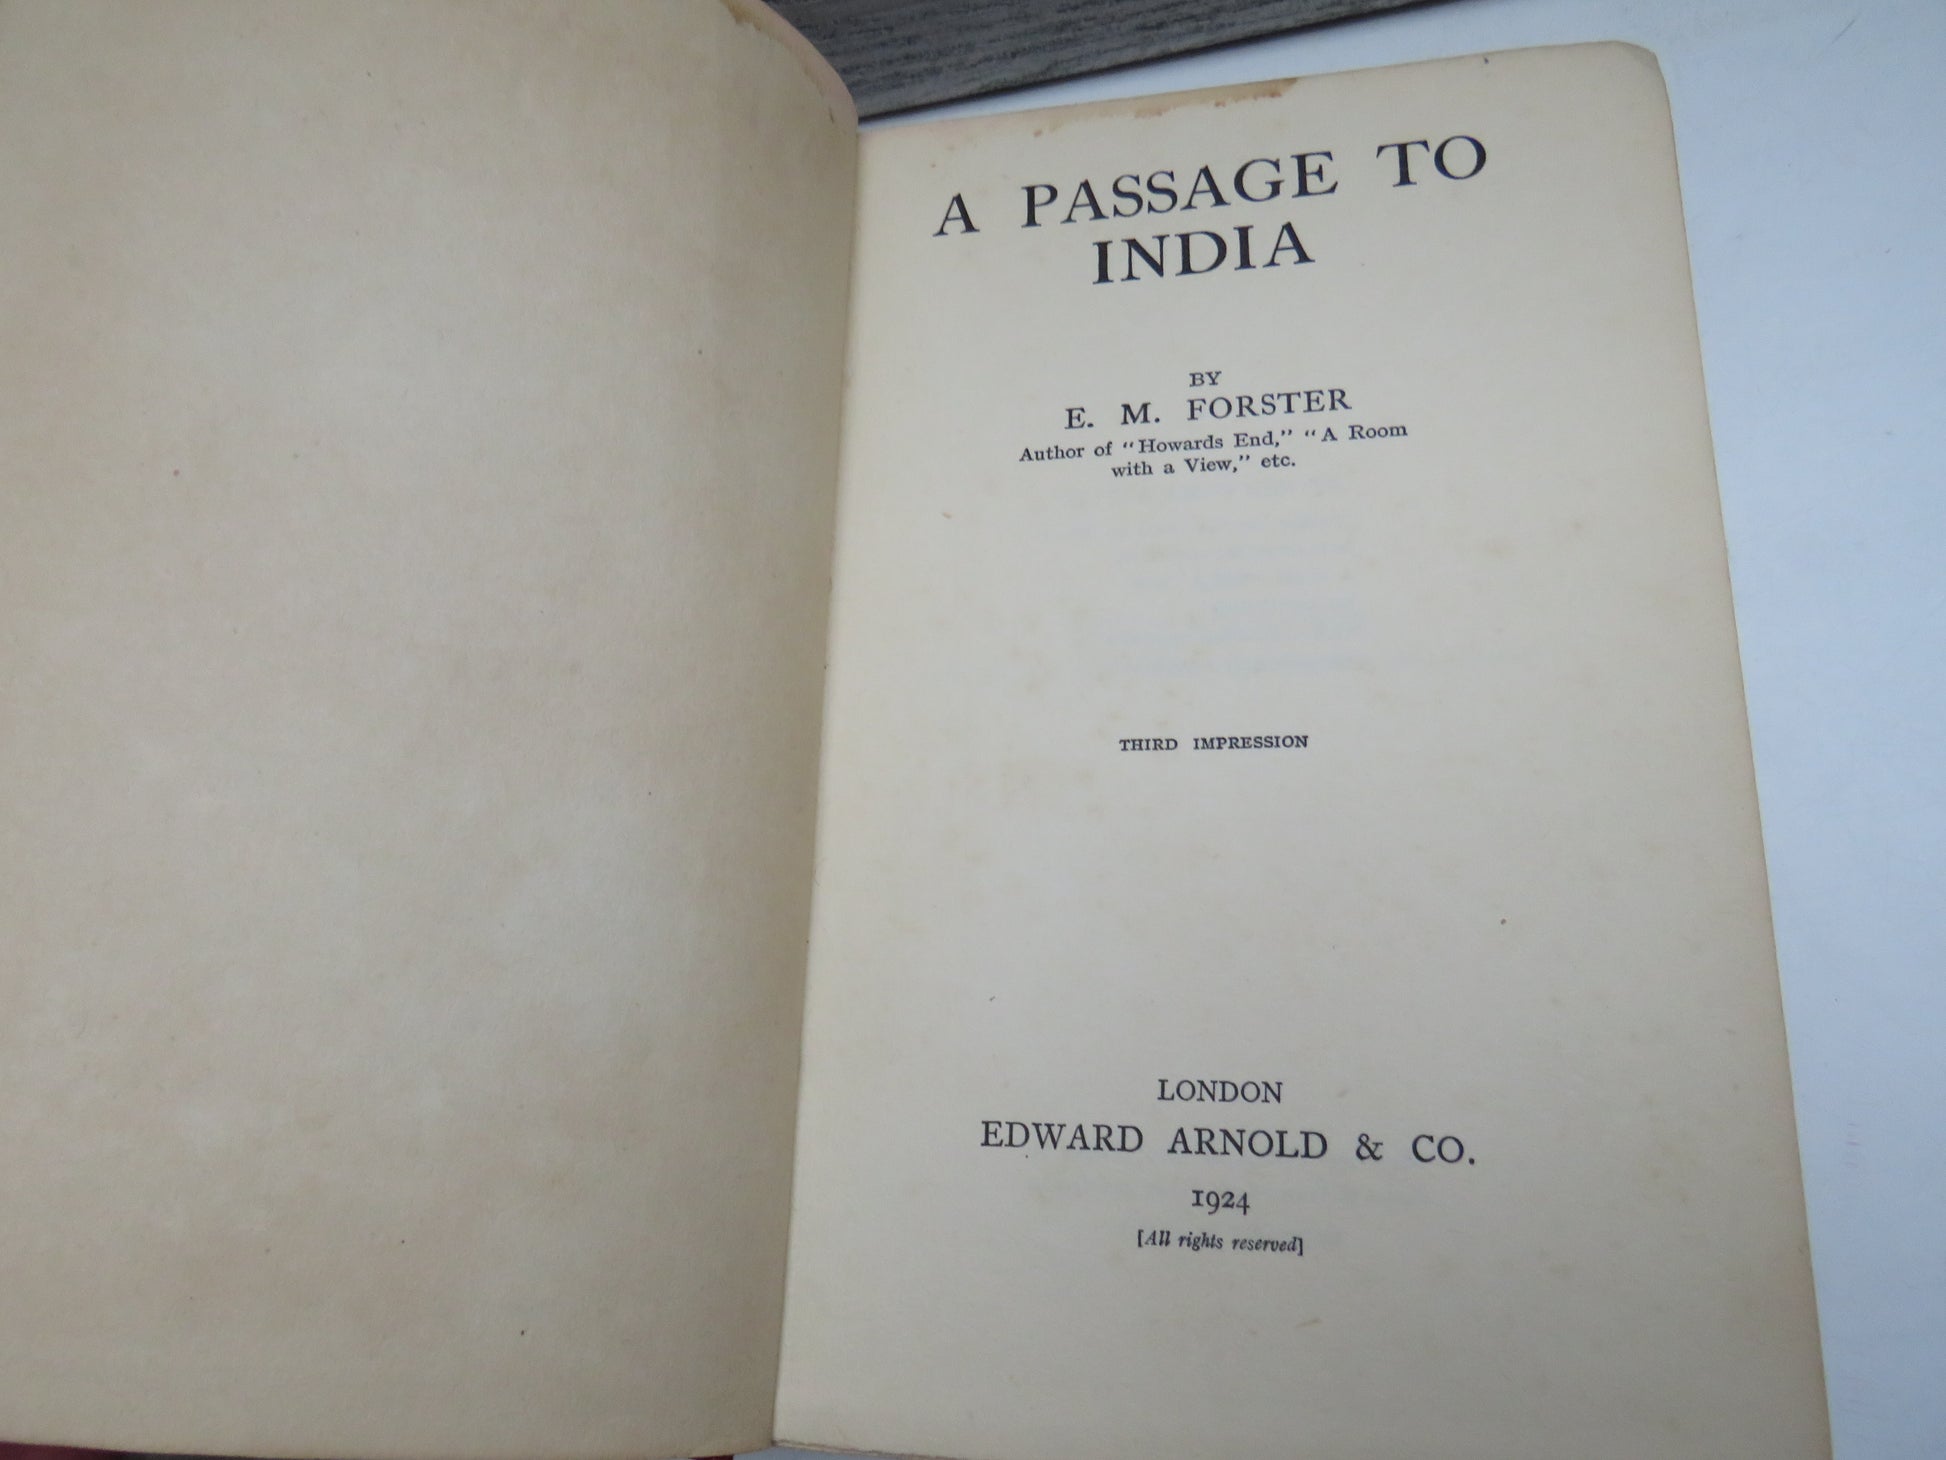 A PASSAGE TO
INDIA
BY
E. M. FORSTER
Author of “Howards End,” “A Room
with a View,” etc.
THIRD IMPRESSION
LONDON
EDWARD ARNOLD & CO.
1924
[All rights reserved]